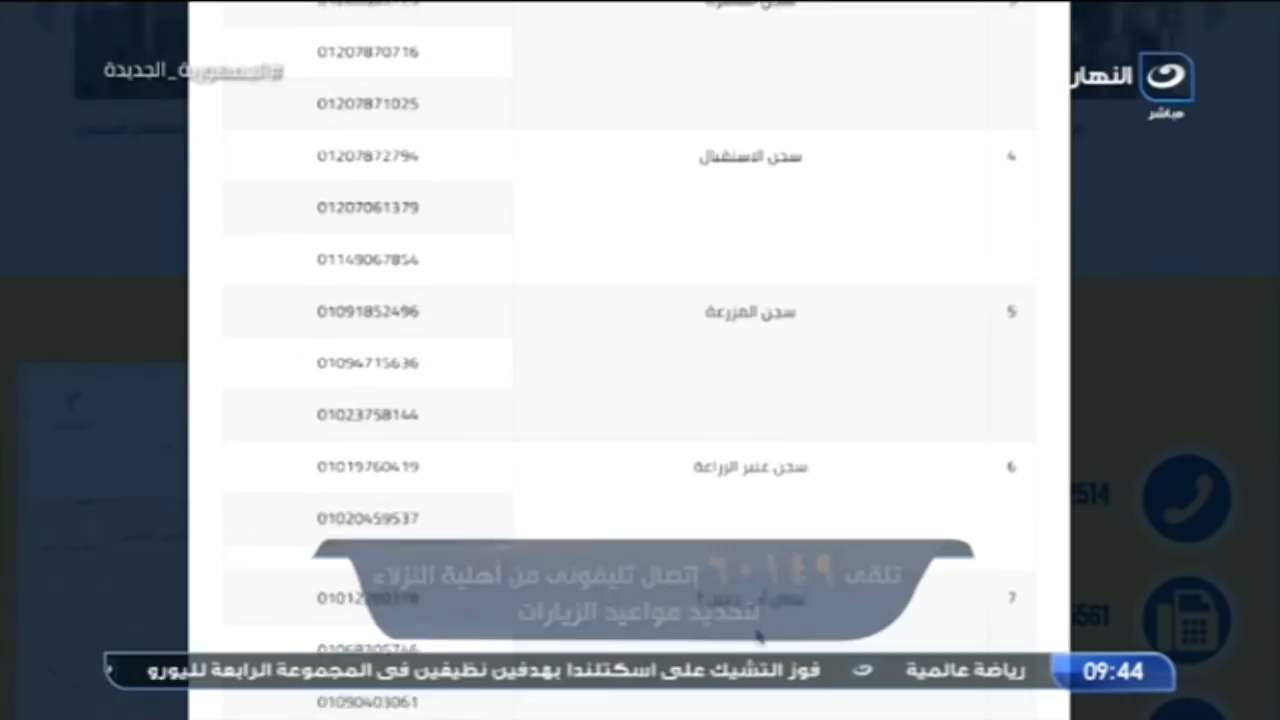 01207870716
#الجمهورية_الجديدة
النهار
مباشر
01207871025
4 سجن الاستقبال 01207872794
01207061379
01149067854
5 سجن المزرعة 01091852496
01094715636
01023758144
6 سجن عنبر الزراعة 01019760419
2514
01020459537
تلقى ٦٠١٤٩ إتصال تليفونى من أهلية النزلاء
7
لتحديد مواعيد الزيارات
5561
09:44 رياضة عالمية فوز التشيك على اسكتلندا بهدفين نظيفين فى المجموعة الرابعة لليورو
01090403061